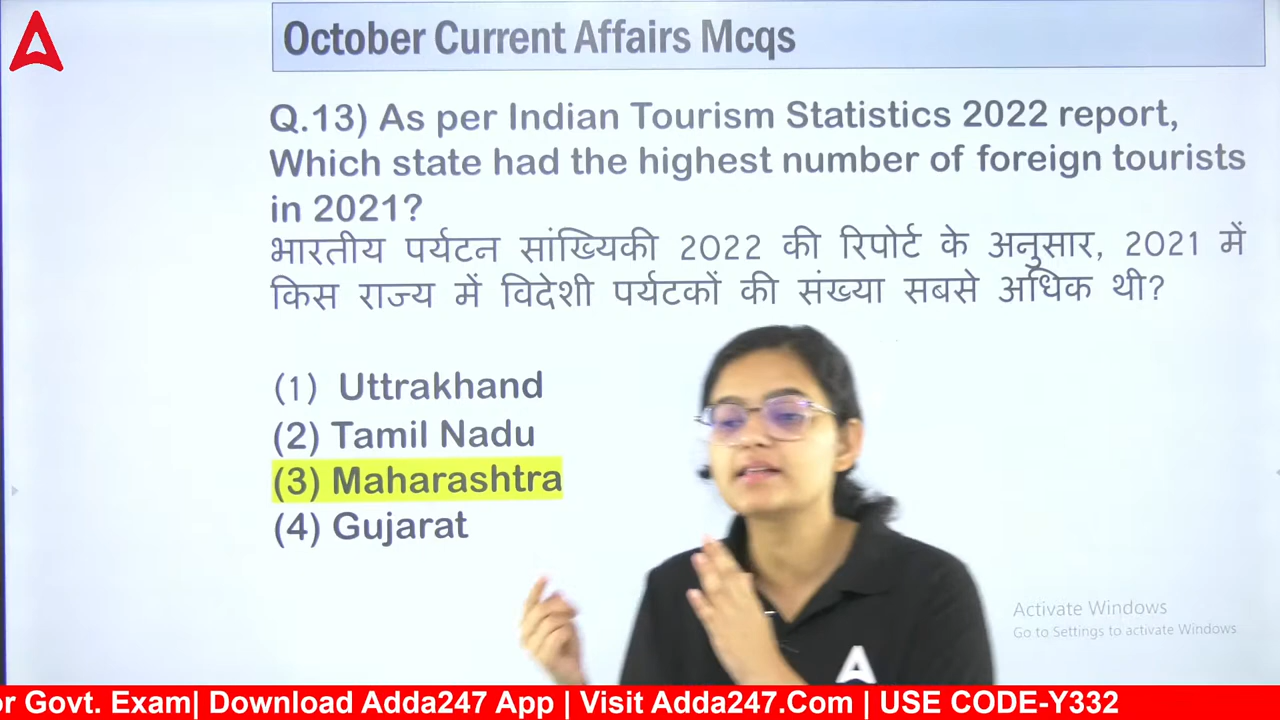 October Current Affairs Mcqs
Q.13) As per Indian Tourism Statistics 2022 report,
Which state had the highest number of foreign tourists
in 2021?
भारतीय पर्यटन सांख्यिकी 2022 की रिपोर्ट के अनुसार, 2021 में
किस राज्य में विदेशी पर्यटकों की संख्या सबसे अधिक थी?
(1) Uttrakhand
(2) Tamil Nadu
(3) Maharashtra
(4) Gujarat
Activate Windows
Go to Settings to activate Windows
or Govt. Exam| Download Adda247 App | Visit Adda247.Com | USE CODE-Y332